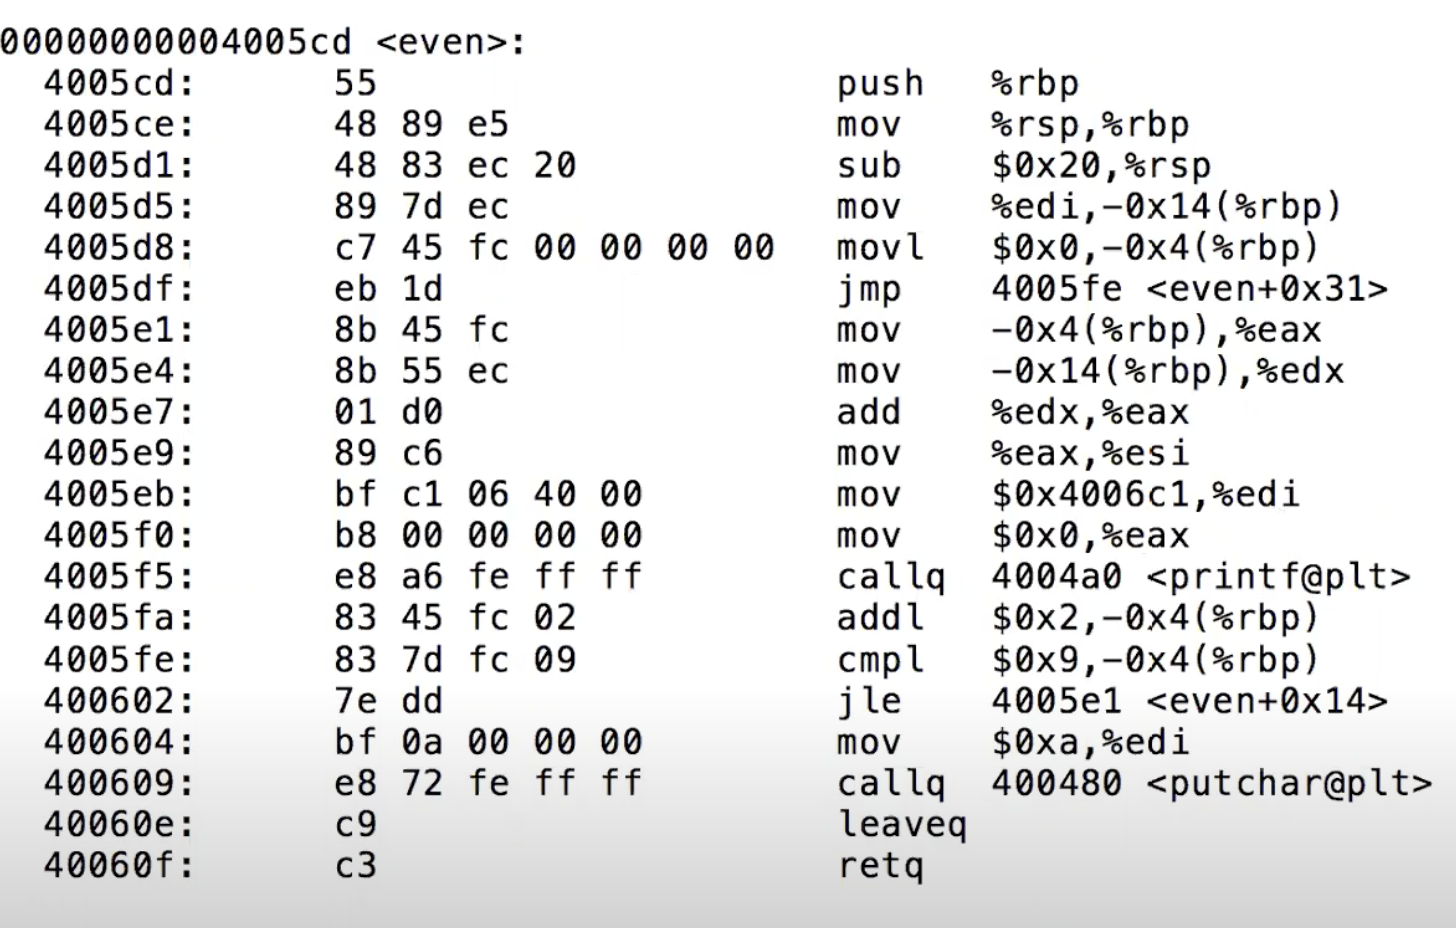 00000000004005cd <even>:
4005cd: 55 push %rbp
4005ce: 48 89 e5 mov %rsp,%rbp
4005d1: 48 83 ec 20 sub $0x20,%rsp
4005d5: 89 7d ec mov %edi,-0x14(%rbp)
4005d8: c7 45 fc 00 00 00 00 movl $0x0,-0x4(%rbp)
4005df: eb 1d jmp 4005fe <even+0x31>
4005e1: 8b 45 fc mov -0x4(%rbp),%eax
4005e4: 8b 55 ec mov -0x14(%rbp),%edx
4005e7: 01 d0 add %edx,%eax
4005e9: 89 c6 mov %eax,%esi
4005eb: bf c1 06 40 00 mov $0x4006c1,%edi
4005f0: b8 00 00 00 00 mov $0x0,%eax
4005f5: e8 a6 fe ff ff callq 4004a0 <printf@plt>
4005fa: 83 45 fc 02 addl $0x2,-0x4(%rbp)
4005fe: 83 7d fc 09 cmpl $0x9,-0x4(%rbp)
400602: 7e dd jle 4005e1 <even+0x14>
400604: bf 0a 00 00 00 mov $0xa,%edi
400609: e8 72 fe ff ff callq 400480 <putchar@plt>
40060e: c9 leaveq
40060f: c3 retq